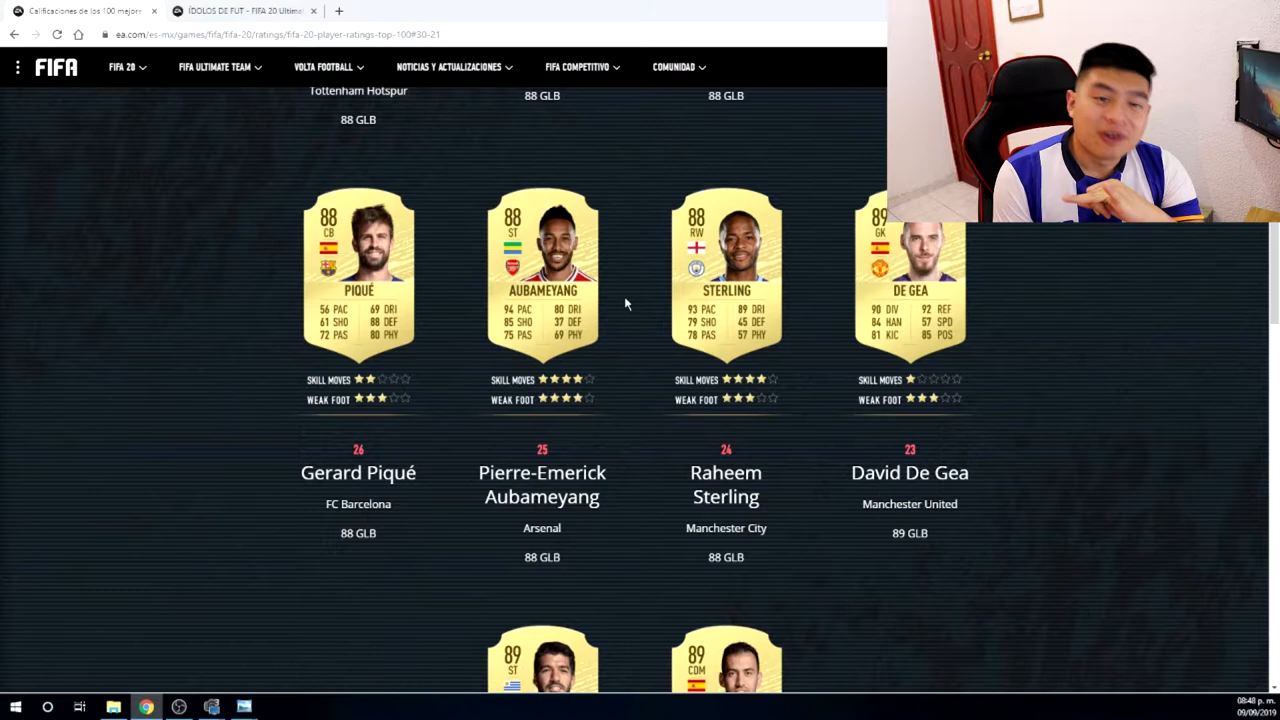 Calificaciones de los 100 mejor
ÍDOLOS DE FUT - FIFA 20 Ultima
ea.com/es-mx/games/fifa/fifa-20/ratings/fifa-20-player-ratings-top-100#30-21
FIFA
FIFA 20
FIFA ULTIMATE TEAM
VOLTA FOOTBALL
NOTICIAS Y ACTUALIZACIONES
FIFA COMPETITIVO
COMUNIDAD
Tottenham Hotspur
88 GLB
88 GLB
88 GLB
88
CB
PIQUÉ
56 PAC 69 DRI
61 SHO 88 DEF
72 PAS 80 PHY
SKILL MOVES
WEAK FOOT
26
Gerard Piqué
FC Barcelona
88 GLB
88
ST
AUBAMEYANG
94 PAC 80 DRI
85 SHO 37 DEF
75 PAS 69 PHY
SKILL MOVES
WEAK FOOT
25
Pierre-Emerick
Aubameyang
Arsenal
88 GLB
88
RW
STERLING
93 PAC 89 DRI
79 SHO 45 DEF
78 PAS 57 PHY
SKILL MOVES
WEAK FOOT
24
Raheem
Sterling
Manchester City
88 GLB
89
GK
DE GEA
90 DIV 92 REF
84 HAN 57 SPD
81 KIC 85 POS
SKILL MOVES
WEAK FOOT
23
David De Gea
Manchester United
89 GLB
89
ST
89
CDM
08:48 p. m.
09/09/2019